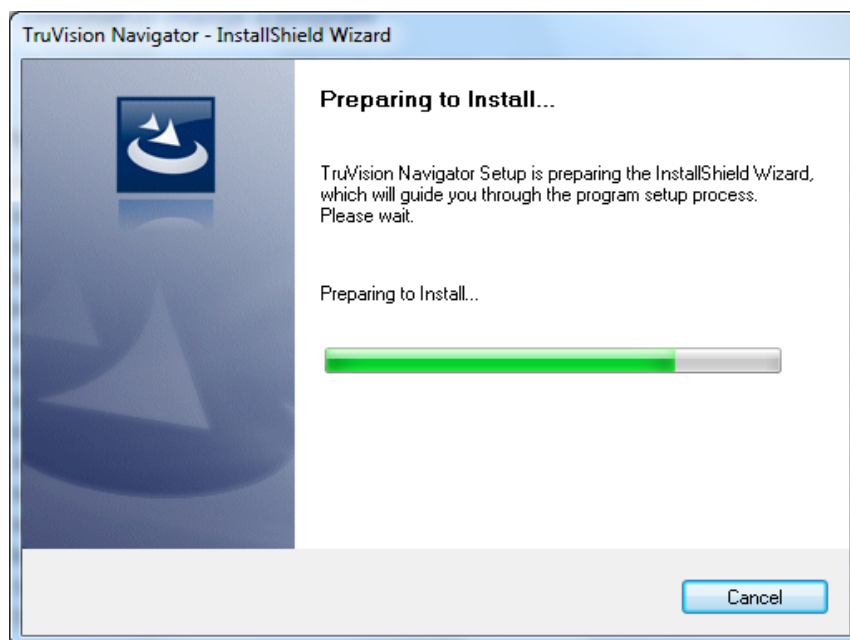 TruVision Navigator - InstallShield Wizard
Preparing to Install...
TruVision Navigator Setup is preparing the InstallShield Wizard,
which will guide you through the program setup process.
Please wait.
Preparing to Install...
Cancel